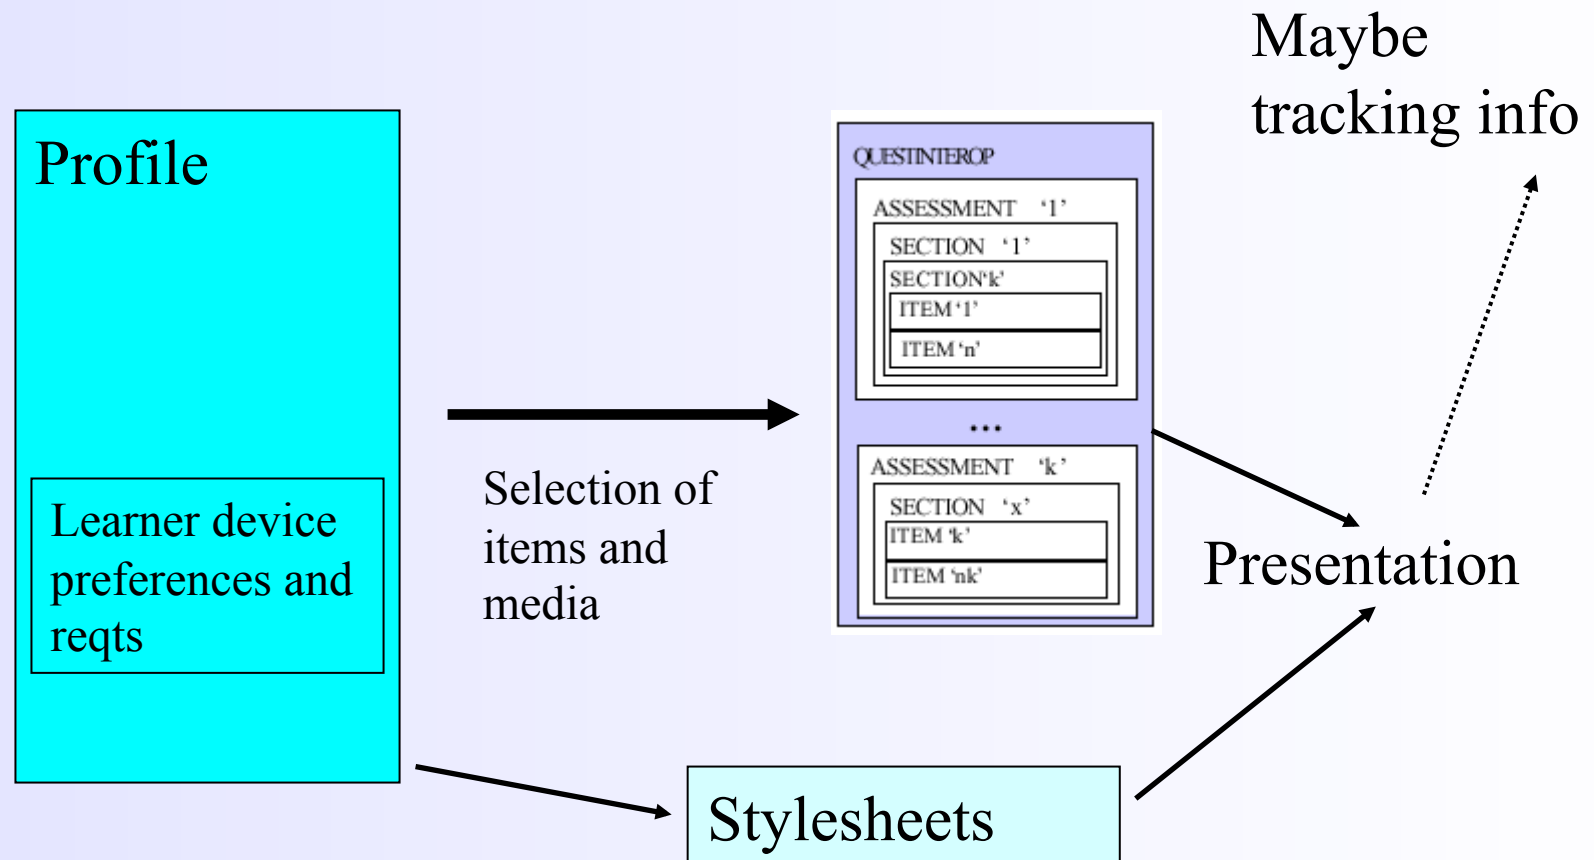 Maybe
tracking info
Profile
Learner device
preferences and
reqts
Selection of
items and
media
QUESTINTEROP
ASSESSMENT ‘1’
SECTION ‘1’
SECTION‘k’
ITEM ‘1’
ITEM ‘n’
...
ASSESSMENT ‘k’
SECTION ‘x’
ITEM ‘k’
ITEM ‘nk’
Presentation
Stylesheets